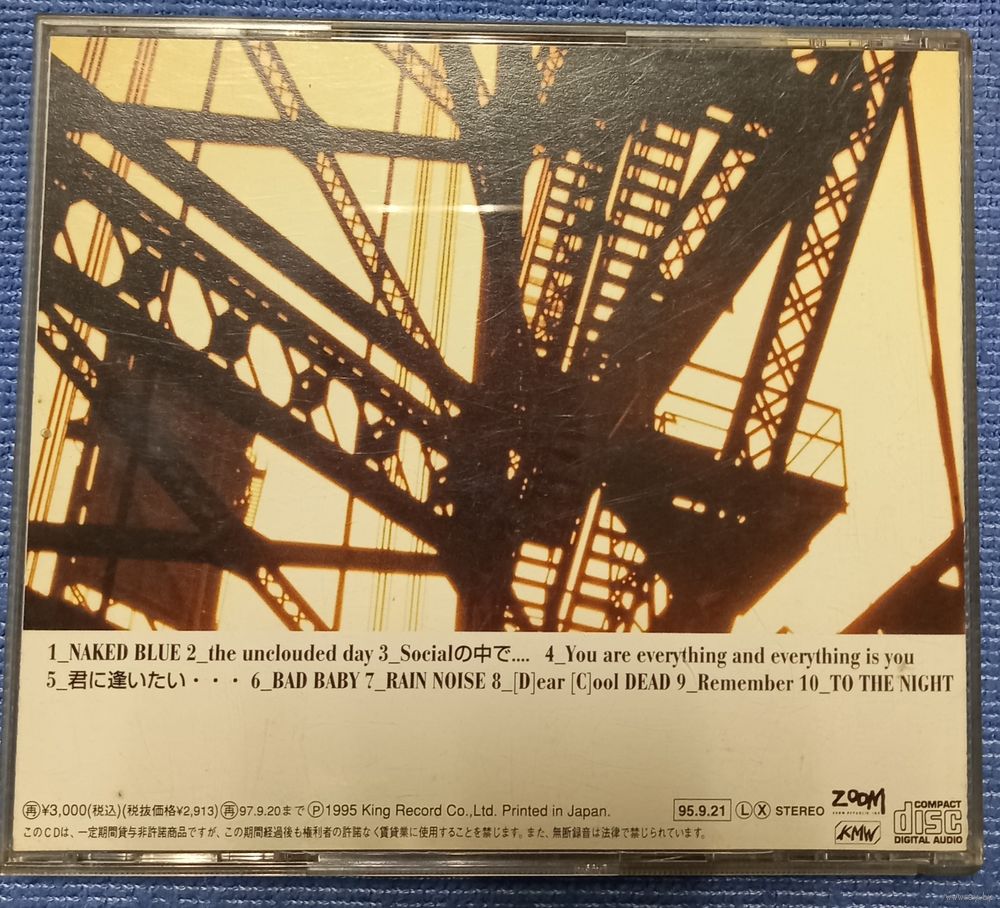 1_NAKED BLUE 2_the unclouded day 3_Socialの中で.... 4_You are everything and everything is you
5_君に逢いたい・・・ 6_BAD BABY 7_RAIN NOISE 8_[D]ear [C]ool DEAD 9_Remember 10_TO THE NIGHT
再¥3,000(税込)(税抜価格¥2,913)再97.9.20まで Ⓟ1995 King Record Co.,Ltd. Printed in Japan.
95.9.21 Ⓛ Ⓧ STEREO
このCDは、一定期間貸与非許諾商品ですが、この期間経過後も権利者の許諾なく賃貸業に使用することを禁じます。また、無断録音は法律で禁じられています。
ZOOM
KMW
COMPACT
disc
DIGITAL AUDIO